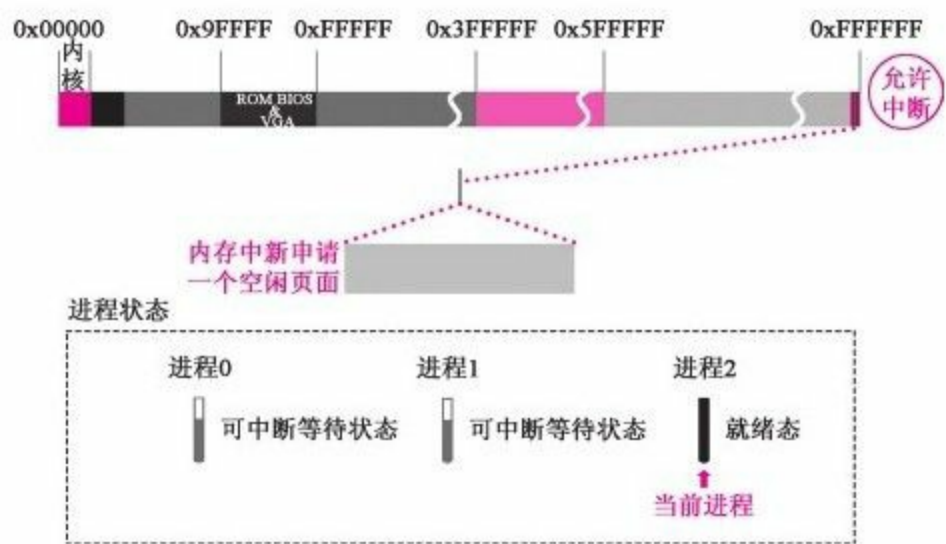 0x00000 0x9FFFF 0xFFFFF 0x3FFFFF 0x5FFFFF 0xFFFFFF
内
核
ROM BIOS
&
VGA
允许
中断
内存中新申请
一个空闲页面
进程状态
进程0 进程1 进程2
可中断等待状态 可中断等待状态 就绪态
当前进程